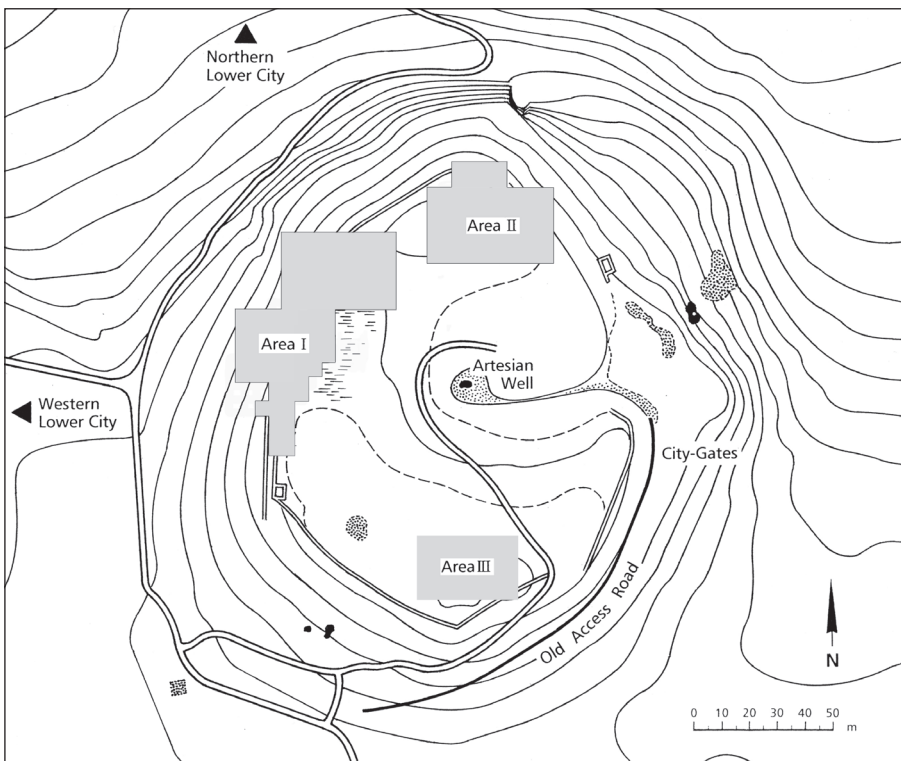 Northern
Lower City
Area II
Area I
Artesian
Well
Western
Lower City
City-Gates
Area III
Old Access Road
N
0 10 20 30 40 50
m